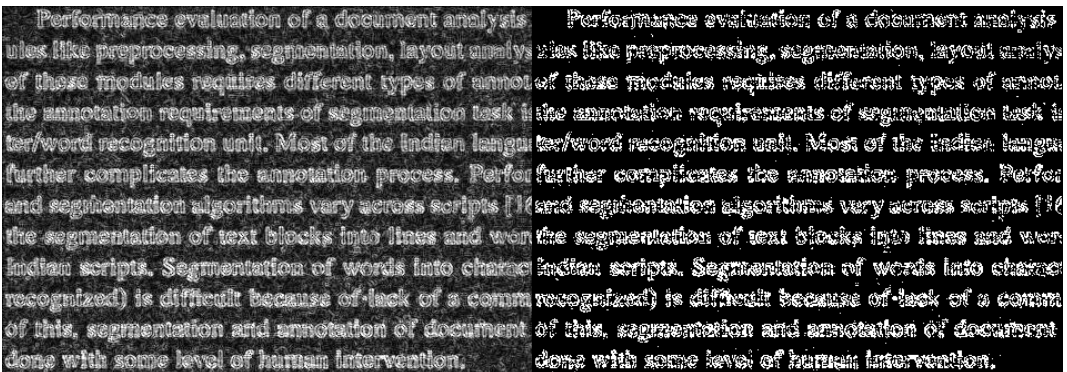 Performance evaluation of a document analysis
ules like preprocessing, segmentation, layout analys
of these modules requires different types of annot
the annotation requirements of segmentation task i
ter/word recognition unit. Most of the Indian langu
further complicates the annotation process. Perfor
and segmentation algorithms vary across scripts [16
the segmentation of text blocks into lines and wor
Indian scripts. Segmentation of words into charact
recognized) is difficult because of lack of a comm
of this, segmentation and annotation of document
done with some level of human intervention.
Performance evaluation of a document analysis
ules like preprocessing, segmentation, layout analys
of these modules requires different types of annot
the annotation requirements of segmentation task i
ter/word recognition unit. Most of the Indian langu
further complicates the annotation process. Perfor
and segmentation algorithms vary across scripts [16
the segmentation of text blocks into lines and wor
Indian scripts. Segmentation of words into charact
recognized) is difficult because of lack of a comm
of this, segmentation and annotation of document
done with some level of human intervention.